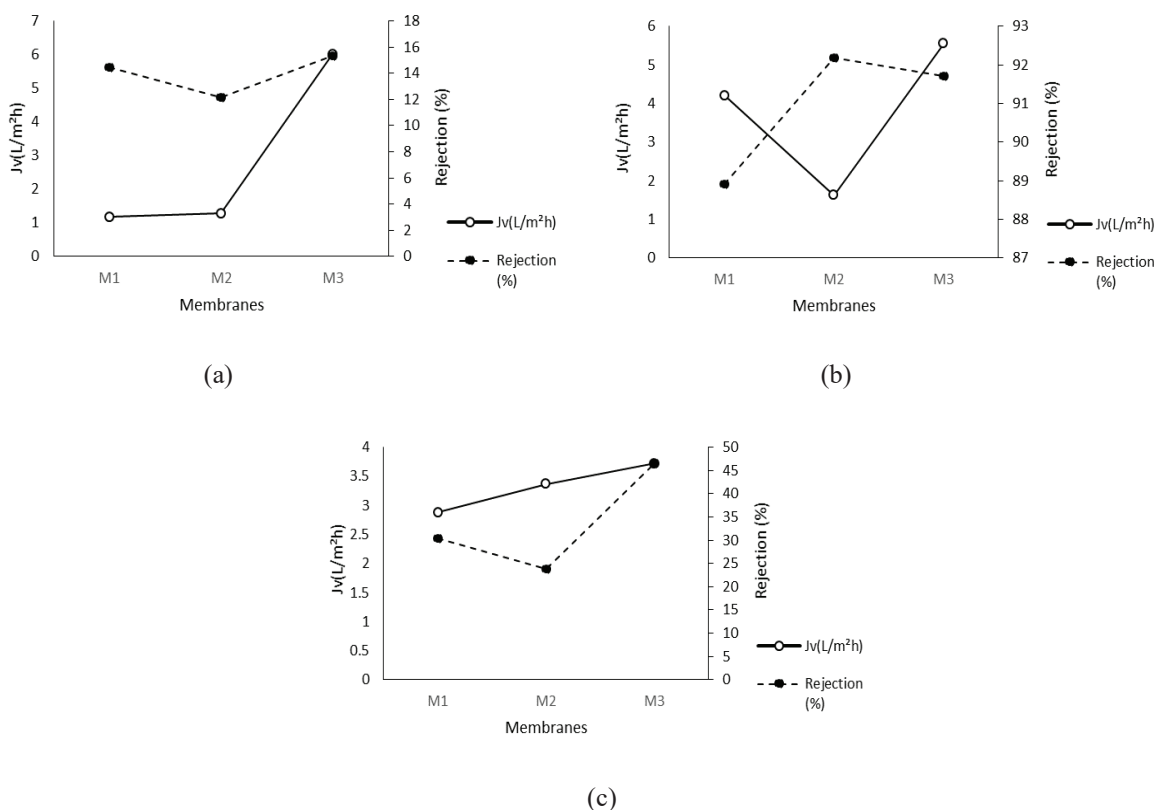 7
6
5
4
3
2
1
0
Jv(L/m²h)
18
16
14
12
10
8
6
4
2
0
Rejection (%)
M1 M2 M3
Membranes
Jv(L/m²h)
Rejection
(%)
(a)
6
5
4
3
2
1
0
Jv(L/m²h)
93
92
91
90
89
88
87
Rejection (%)
M1 M2 M3
Membranes
Jv(L/m²h)
Rejection
(%)
(b)
4
3.5
3
2.5
2
1.5
1
0.5
0
Jv(L/m²h)
50
45
40
35
30
25
20
15
10
5
0
Rejection (%)
M1 M2 M3
Membranes
Jv(L/m²h)
Rejection
(%)
(c)